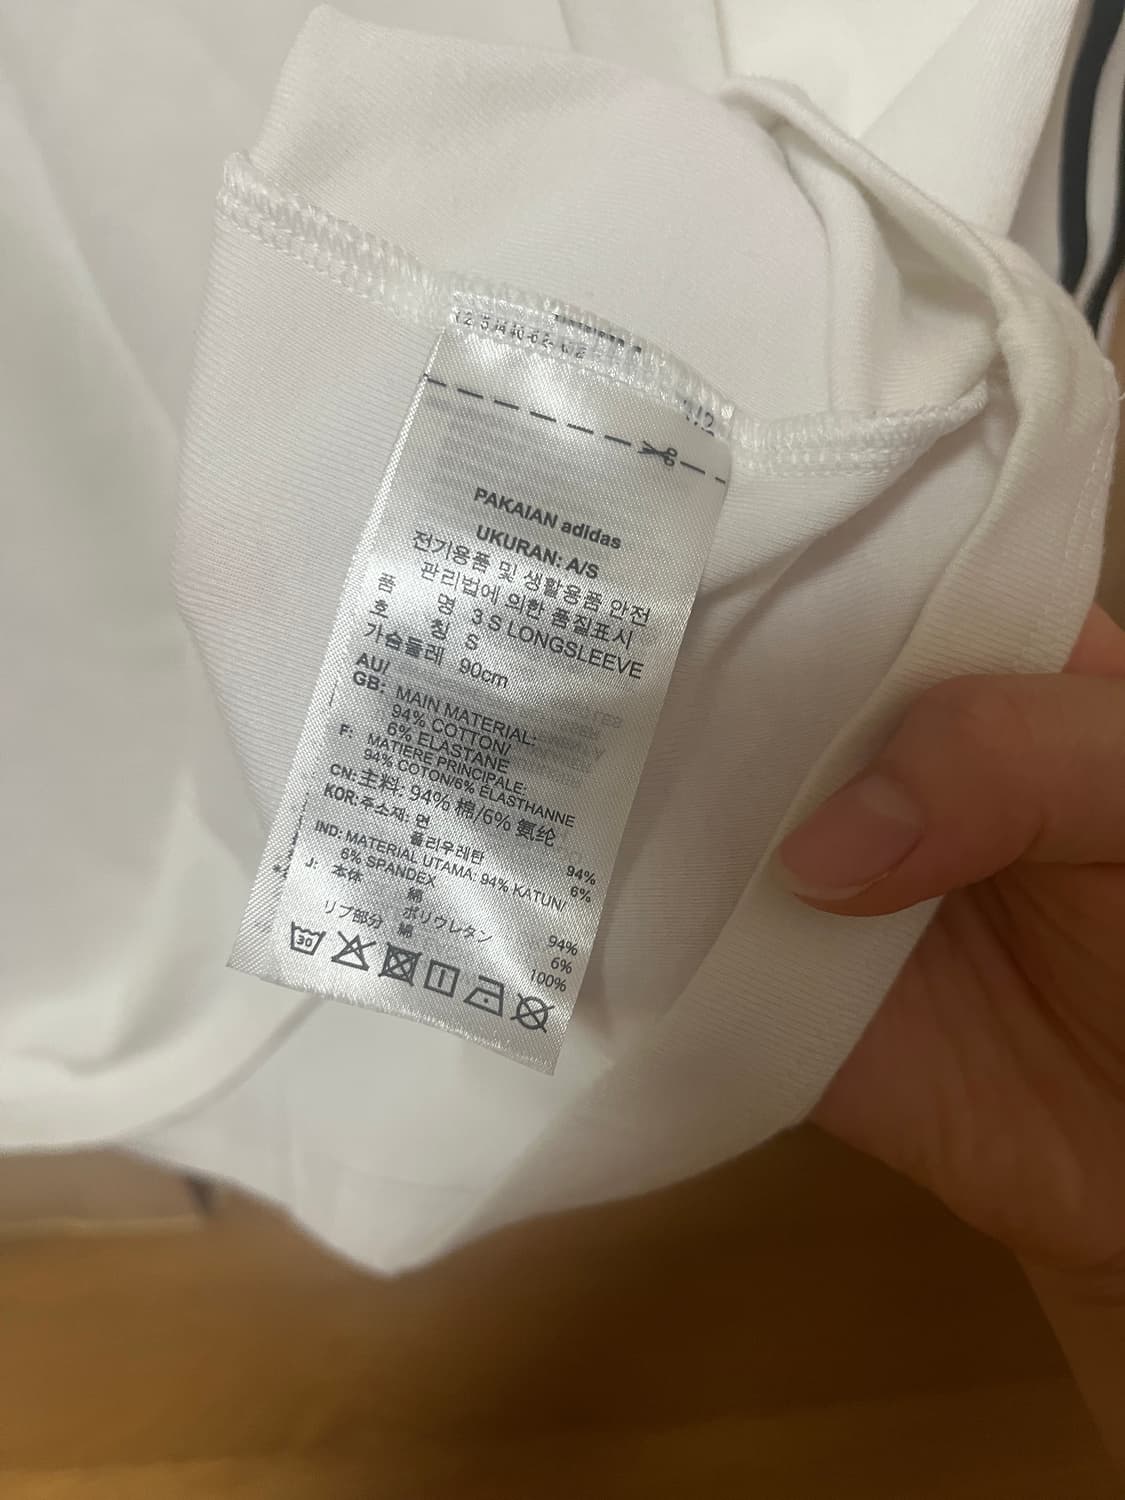 PAKAIAN adidas
UKURAN: A/S
전기용품 및 생활용품 안전
관리법에 의한 품질표시
품 명 3 S LONGSLEEVE
호 칭 S
가슴둘레 90cm
AU/
GB: MAIN MATERIAL:
94% COTTON/
6% ELASTANE
F: MATIERE PRINCIPALE:
94% COTON/6% ÉLASTHANNE
CN: 主料: 94% 棉/6% 氨纶
KOR: 주소재: 면 94%
폴리우레탄 6%
IND: MATERIAL UTAMA: 94% KATUN/
6% SPANDEX
J: 本体 綿 94%
ポリウレタン 6%
リブ部分 綿 100%
30